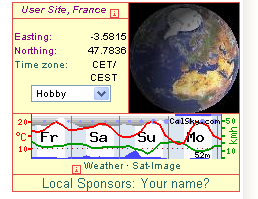 User Site, France i
Easting: -3.5815
Northing: 47.7836
Time zone: CET/
CEST
Hobby
CalSky.com
20 Fr Sa Su Mo 50
10 10
52m
km/h
°C
i Weather · Sat-Image
Local Sponsors: Your name?